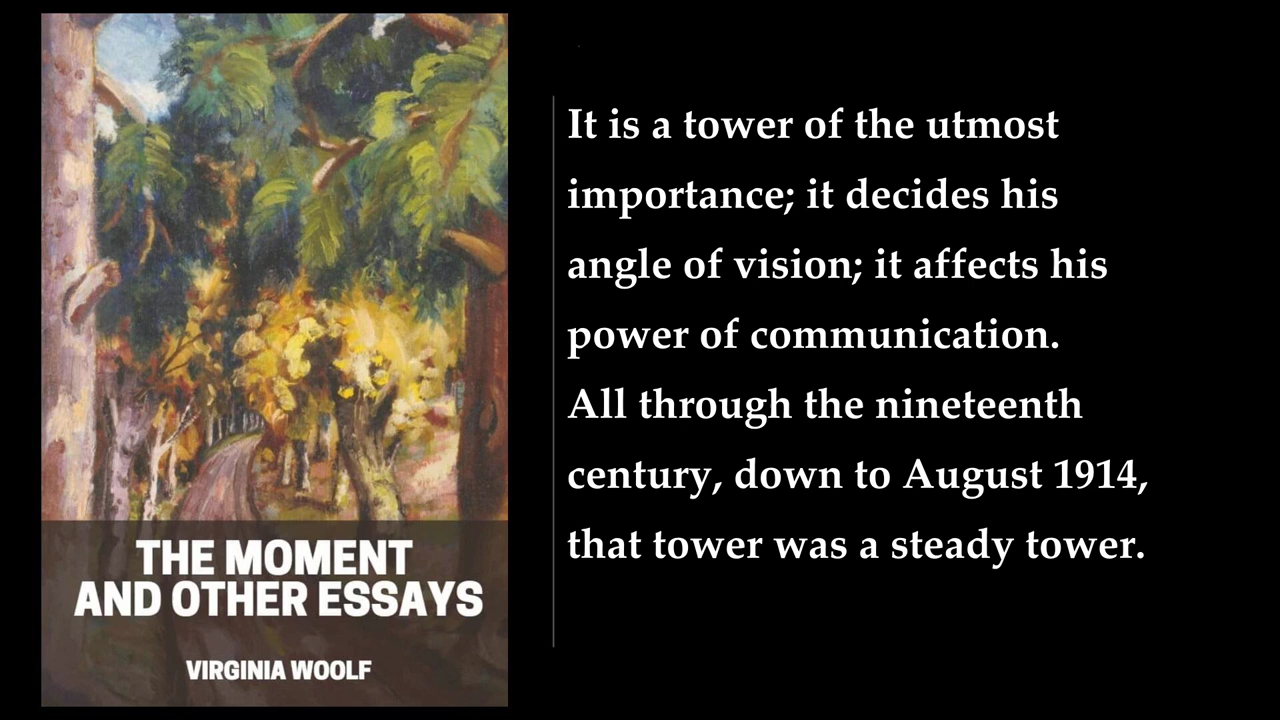 THE MOMENT
AND OTHER ESSAYS
VIRGINIA WOOLF
It is a tower of the utmost
importance; it decides his
angle of vision; it affects his
power of communication.
All through the nineteenth
century, down to August 1914,
that tower was a steady tower.